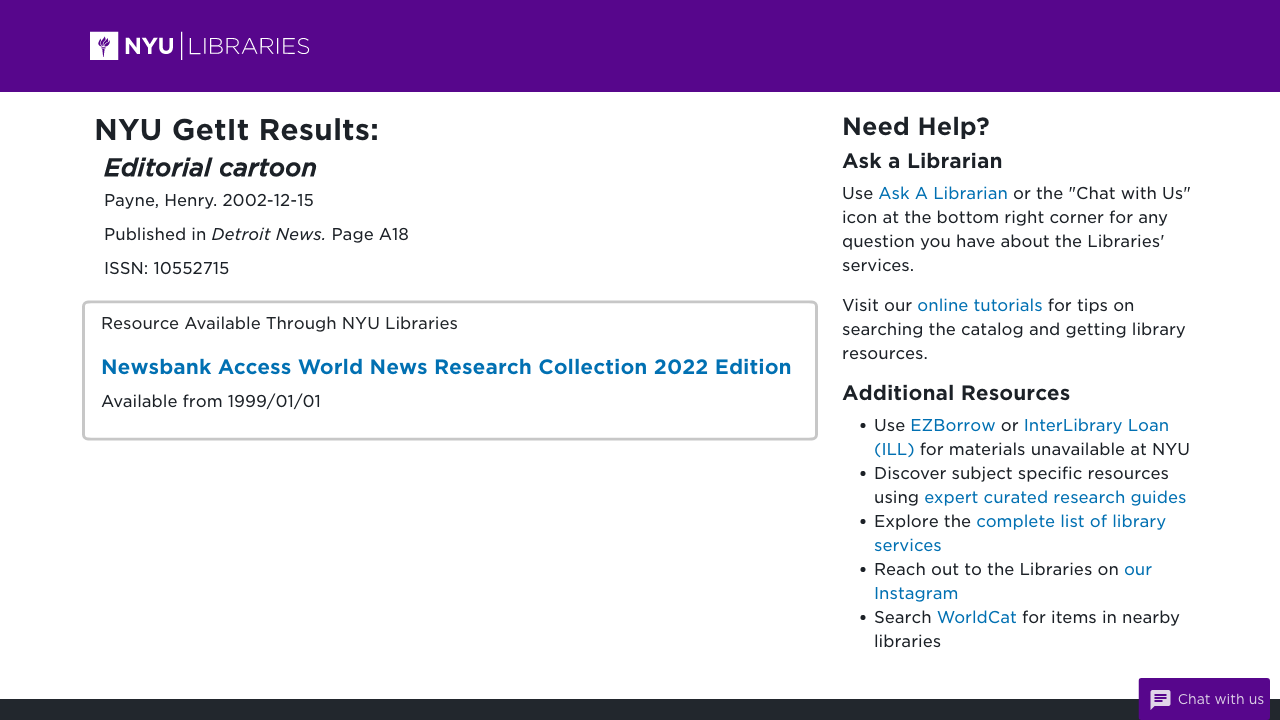 NYU LIBRARIES
NYU GetIt Results:
Editorial cartoon
Payne, Henry. 2002-12-15
Published in Detroit News. Page A18
ISSN: 10552715
Resource Available Through NYU Libraries
Newsbank Access World News Research Collection 2022 Edition
Available from 1999/01/01
Need Help?
Ask a Librarian
Use Ask A Librarian or the "Chat with Us"
icon at the bottom right corner for any
question you have about the Libraries'
services.
Visit our online tutorials for tips on
searching the catalog and getting library
resources.
Additional Resources
• Use EZBorrow or InterLibrary Loan
(ILL) for materials unavailable at NYU
• Discover subject specific resources
using expert curated research guides
• Explore the complete list of library
services
• Reach out to the Libraries on our
Instagram
• Search WorldCat for items in nearby
libraries
Chat with us